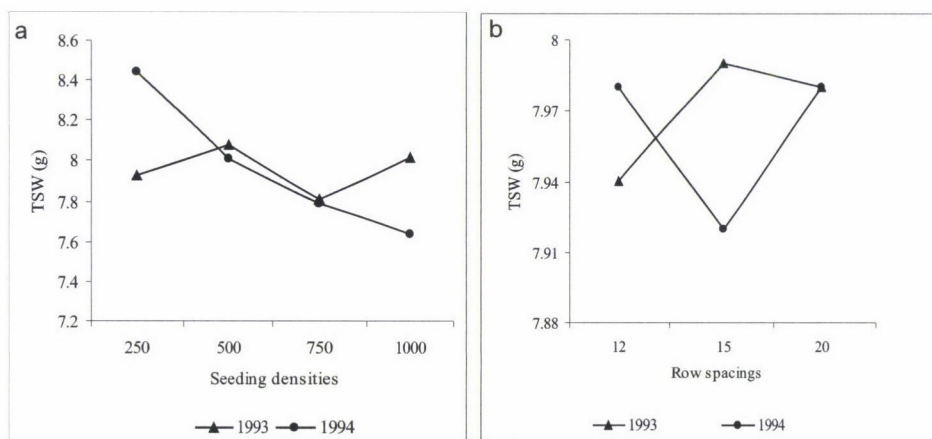 a
8.6
8.4
8.2
8
7.8
7.6
7.4
7.2
TSW (g)
250 500 750 1000
Seeding densities
1993 1994
b
8
7.97
7.94
7.91
7.88
TSW (g)
12 15 20
Row spacings
1993 1994